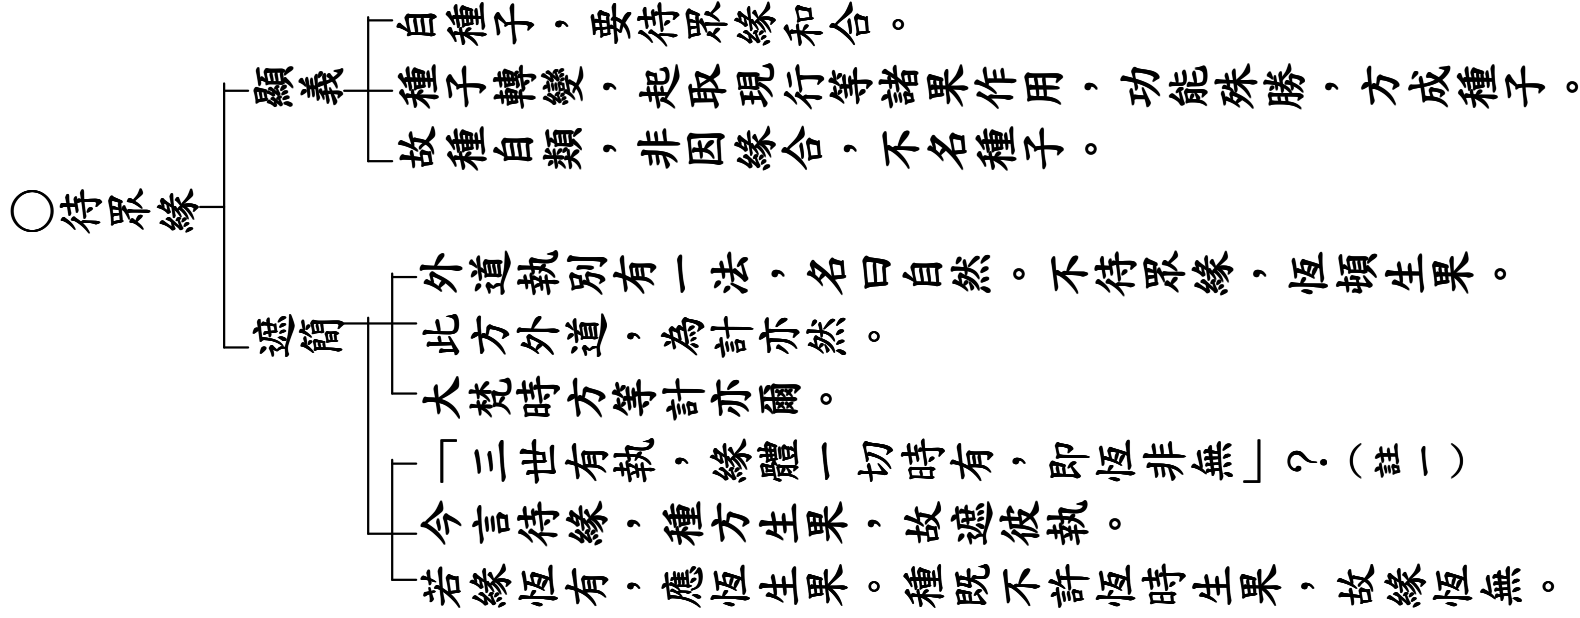 ○待眾緣
顯義
自種子，要待眾緣和合。
種子轉變，起取現行等諸果作用，功能殊勝，方成種子。
故種自類，非因緣合，不名種子。
遮簡
外道執別有一法，名曰自然。不待眾緣，恆頓生果。
此方外道，為計亦然。
大梵時方等計亦爾。
「三世有執，緣體一切時有，即恆非無」？（註一）
今言待緣，種方生果，故遮彼執。
若緣恆有，應恆生果。種既不許恆時生果，故緣恆無。